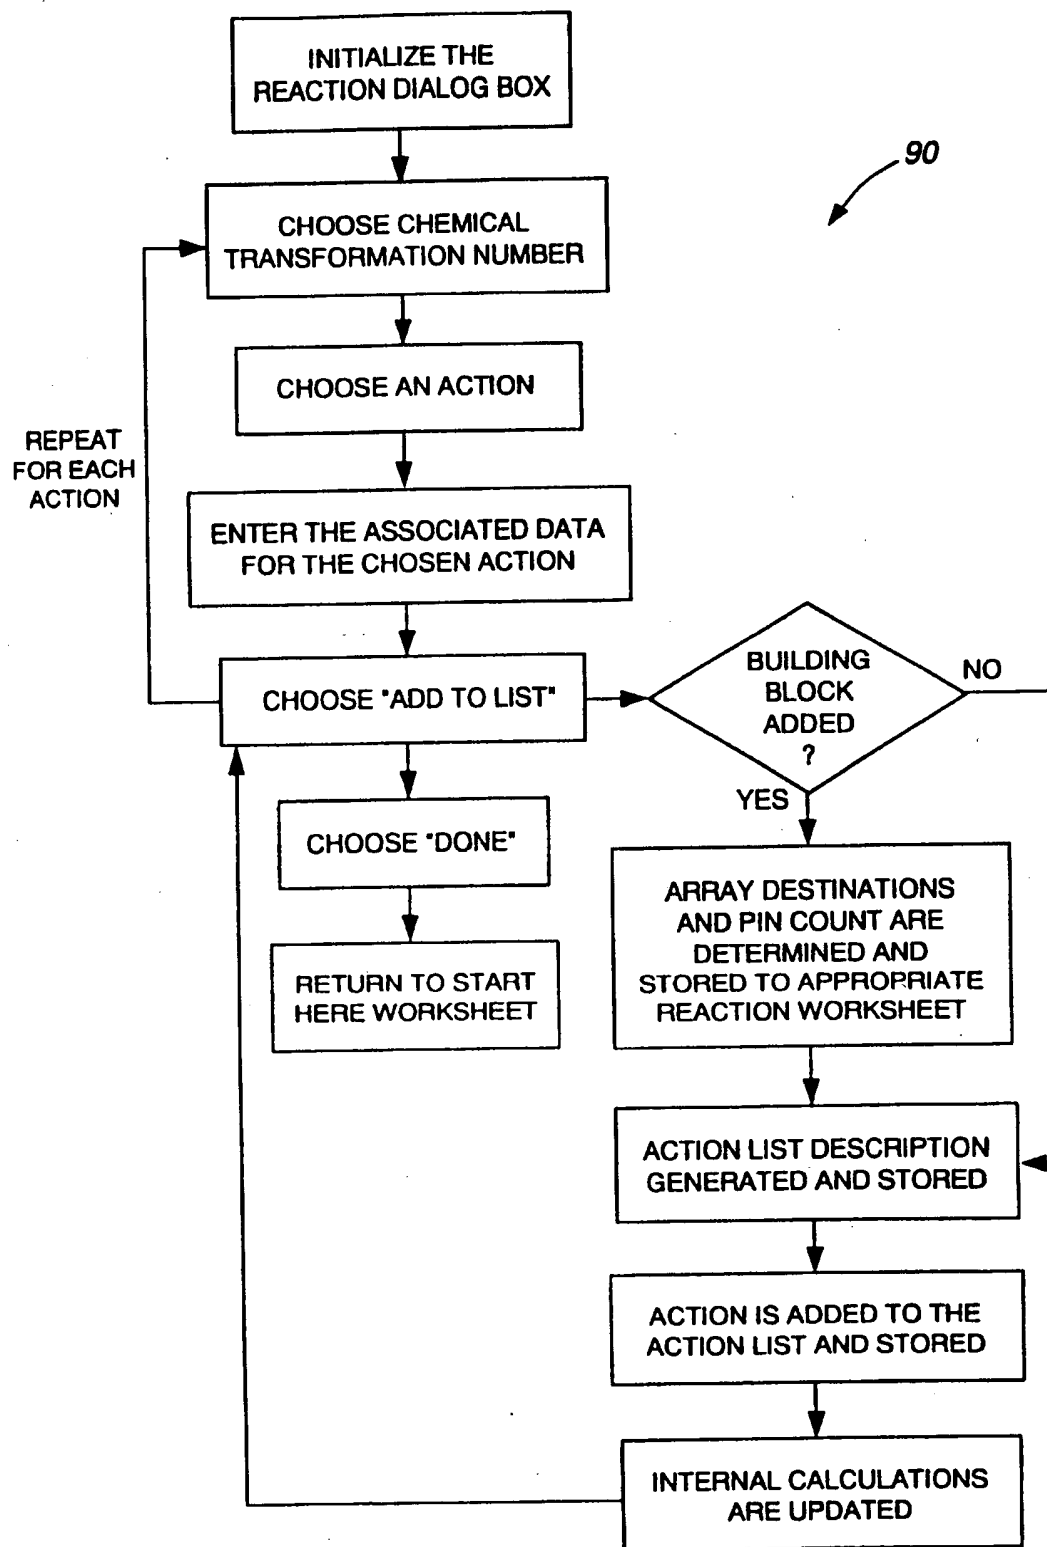 INITIALIZE THE
REACTION DIALOG BOX
90
CHOOSE CHEMICAL
TRANSFORMATION NUMBER
CHOOSE AN ACTION
REPEAT
FOR EACH
ACTION
ENTER THE ASSOCIATED DATA
FOR THE CHOSEN ACTION
CHOOSE "ADD TO LIST"
BUILDING
BLOCK
ADDED
?
NO
YES
CHOOSE "DONE"
RETURN TO START
HERE WORKSHEET
ARRAY DESTINATIONS
AND PIN COUNT ARE
DETERMINED AND
STORED TO APPROPRIATE
REACTION WORKSHEET
ACTION LIST DESCRIPTION
GENERATED AND STORED
ACTION IS ADDED TO THE
ACTION LIST AND STORED
INTERNAL CALCULATIONS
ARE UPDATED